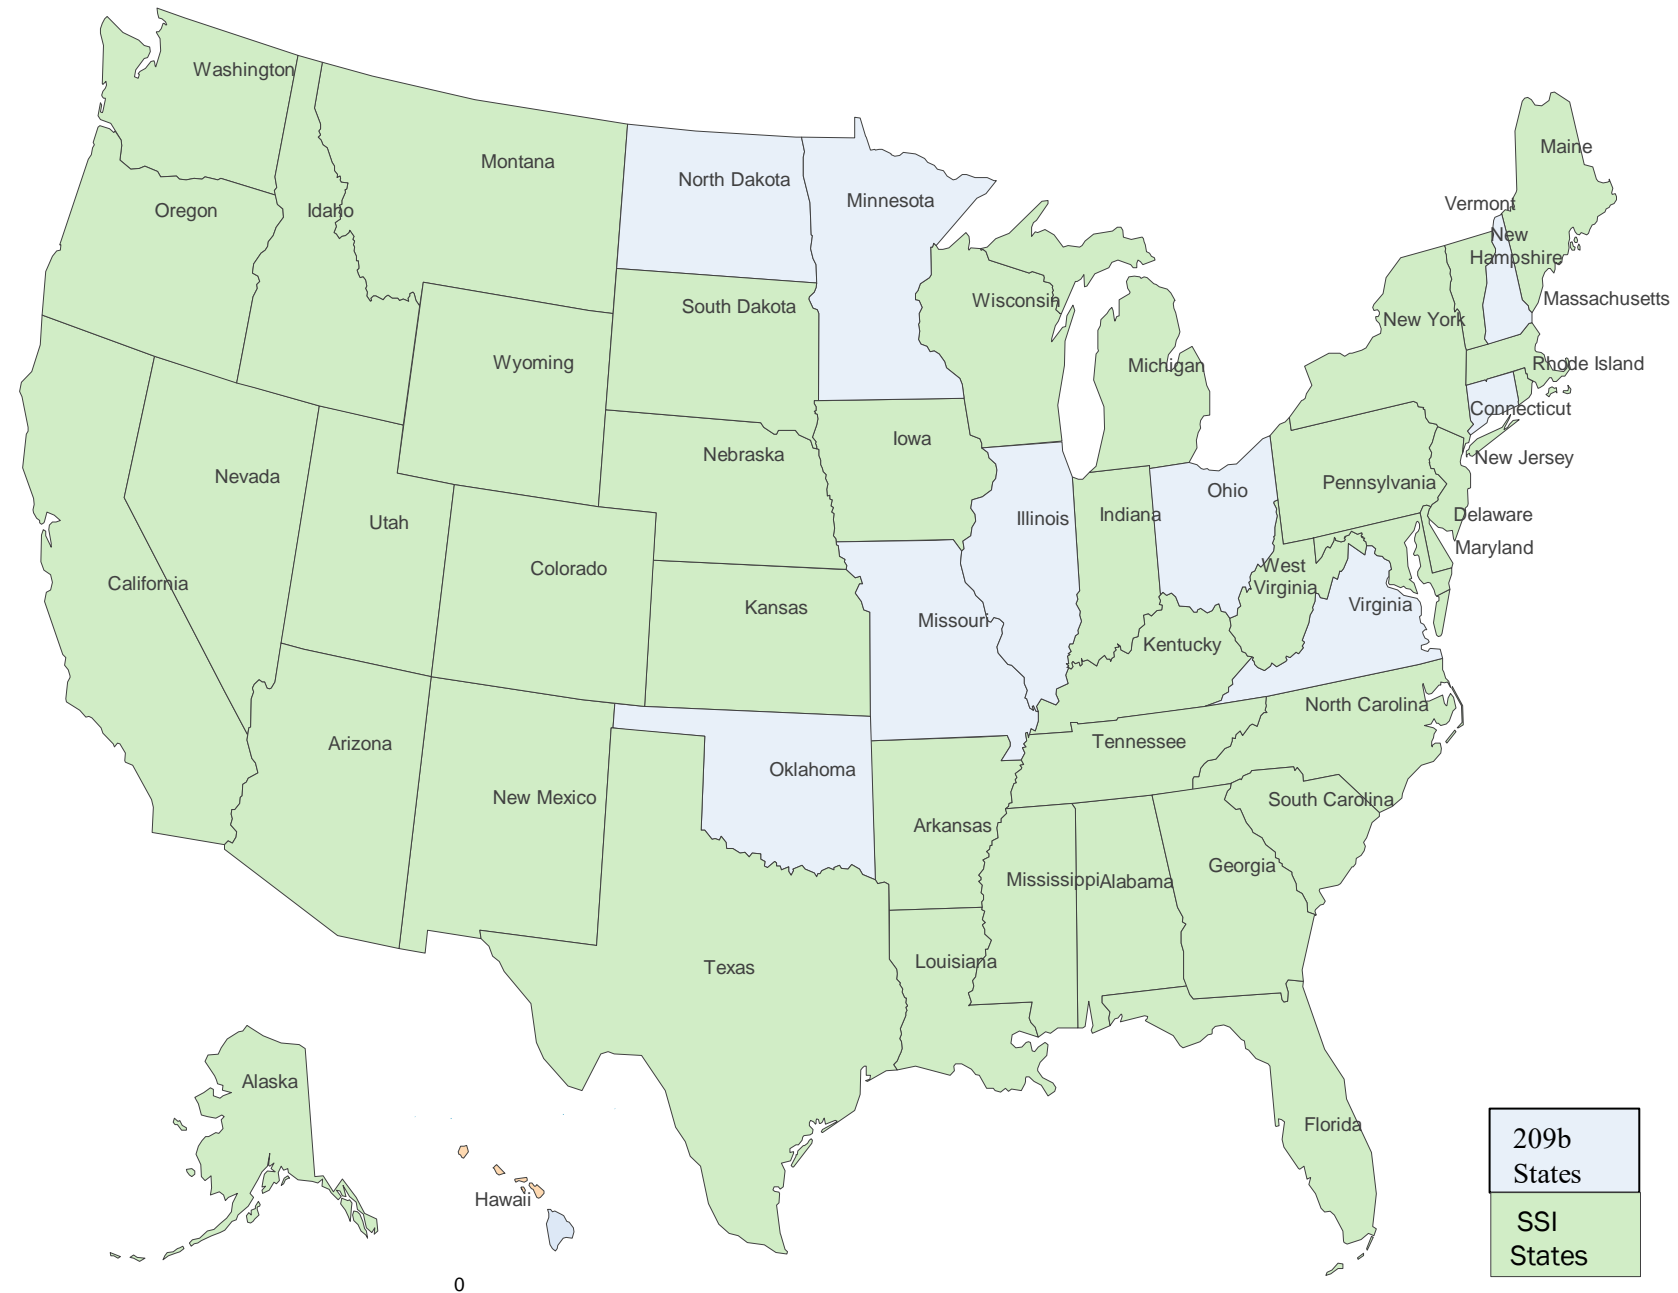 Washington
Montana
North Dakota
Minnesota
Maine
Oregon
Idaho
Vermont
New
Hampshire
Massachusetts
South Dakota
Wisconsin
New York
Wyoming
Michigan
Rhode Island
Connecticut
Iowa
Nebraska
New Jersey
Nevada
Pennsylvania
Ohio
Utah
Illinois
Indiana
Delaware
Maryland
Colorado
West
Virginia
California
Kansas
Missouri
Virginia
Kentucky
North Carolina
Arizona
Tennessee
Oklahoma
New Mexico
South Carolina
Arkansas
Georgia
Mississippi
Alabama
Louisiana
Texas
Alaska
Florida
Hawaii
0
209b
States
SSI
States